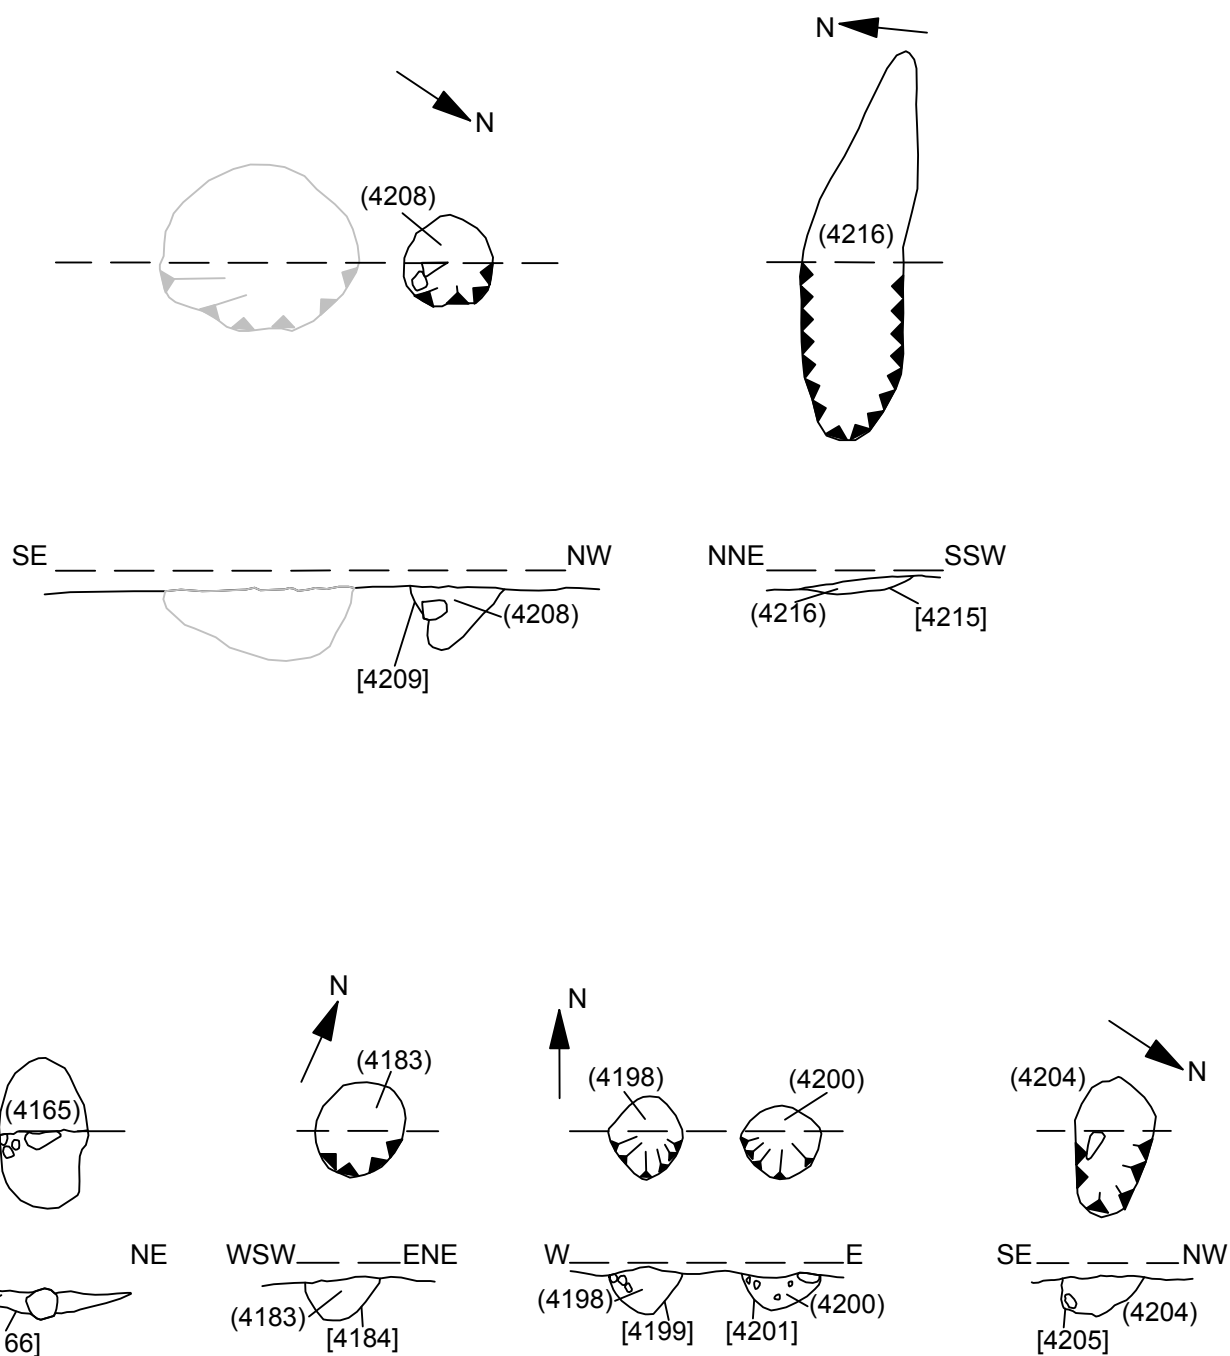 N
N
(4208)
(4216)
SE NW
NNE SSW
(4208)
(4216)
[4215]
[4209]
N
N
N
(4165)
(4183)
(4198)
(4200)
(4204)
NE
WSW ENE
W E
SE NW
(4183)
(4198)
(4200)
(4204)
66]
[4184]
[4199]
[4201]
[4205]